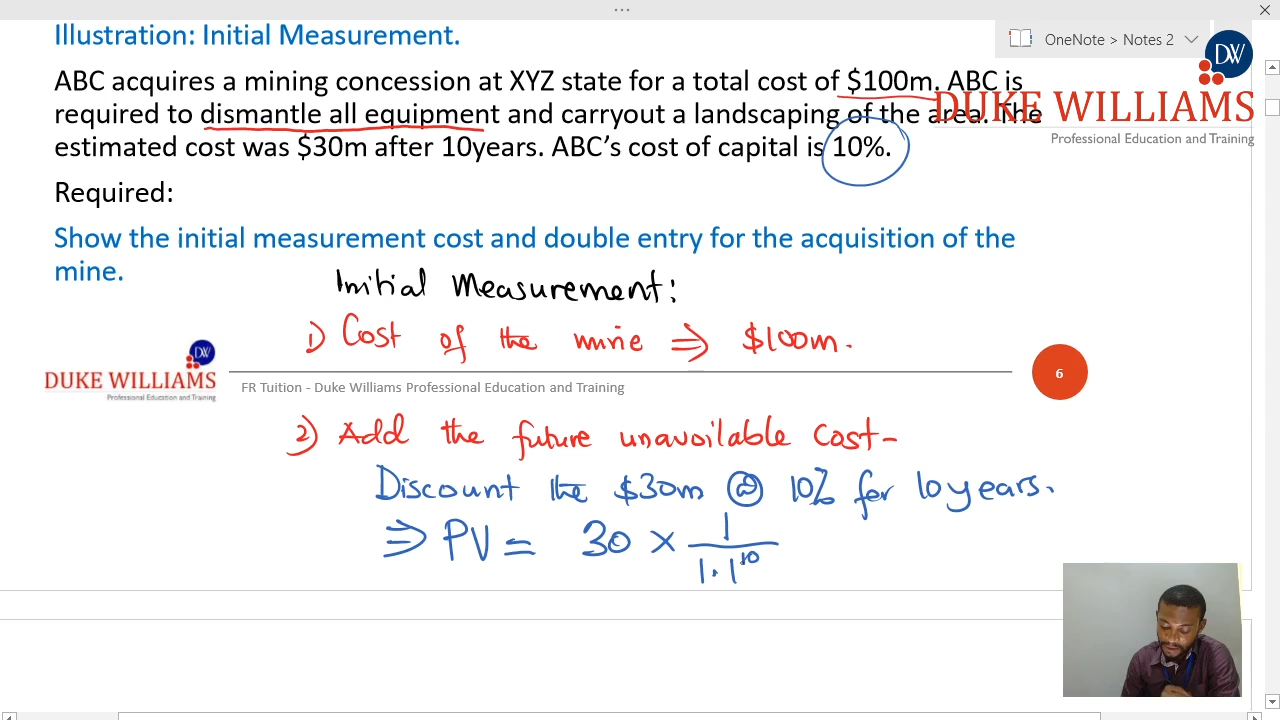 Illustration: Initial Measurement.
OneNote > Notes 2
DW
ABC acquires a mining concession at XYZ state for a total cost of $100m. ABC is
DUKE WILLIAMS
required to dismantle all equipment and carryout a landscaping of the area. The
Professional Education and Training
estimated cost was $30m after 10years. ABC’s cost of capital is 10%.
Required:
Show the initial measurement cost and double entry for the acquisition of the
mine.
Initial Measurement:
1) Cost of the mine ⇒ $100m.
DW
DUKE WILLIAMS
Professional Education and Training
FR Tuition - Duke Williams Professional Education and Training
6
2) Add the future unavoilable cost-
Discount the $30m @ 10% for 10years.
⇒ PV = 30 × 1
1.1^10